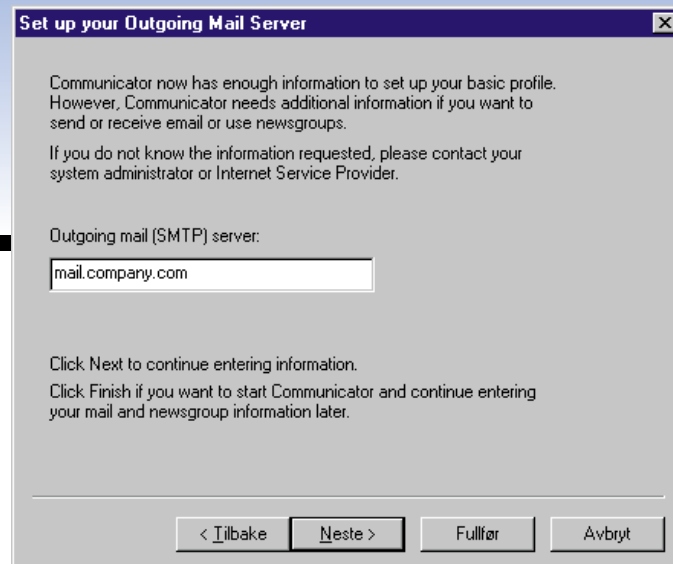 Set up your Outgoing Mail Server
Communicator now has enough information to set up your basic profile.
However, Communicator needs additional information if you want to
send or receive email or use newsgroups.
If you do not know the information requested, please contact your
system administrator or Internet Service Provider.
Outgoing mail (SMTP) server:
mail.company.com
Click Next to continue entering information.
Click Finish if you want to start Communicator and continue entering
your mail and newsgroup information later.
< Tilbake
Neste >
Fullfør
Avbryt